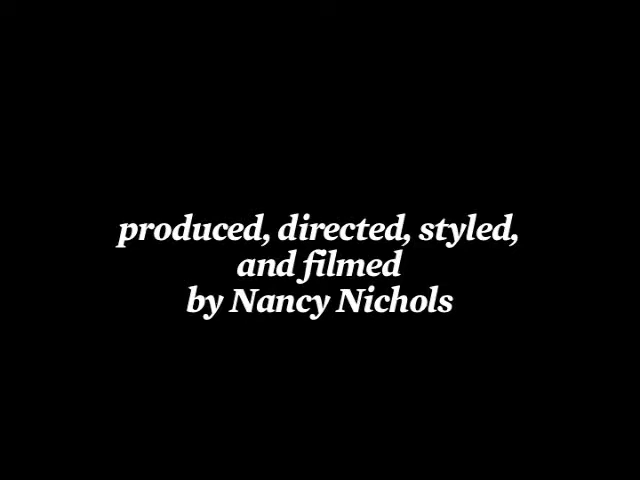 produced, directed, styled,
and filmed
by Nancy Nichols